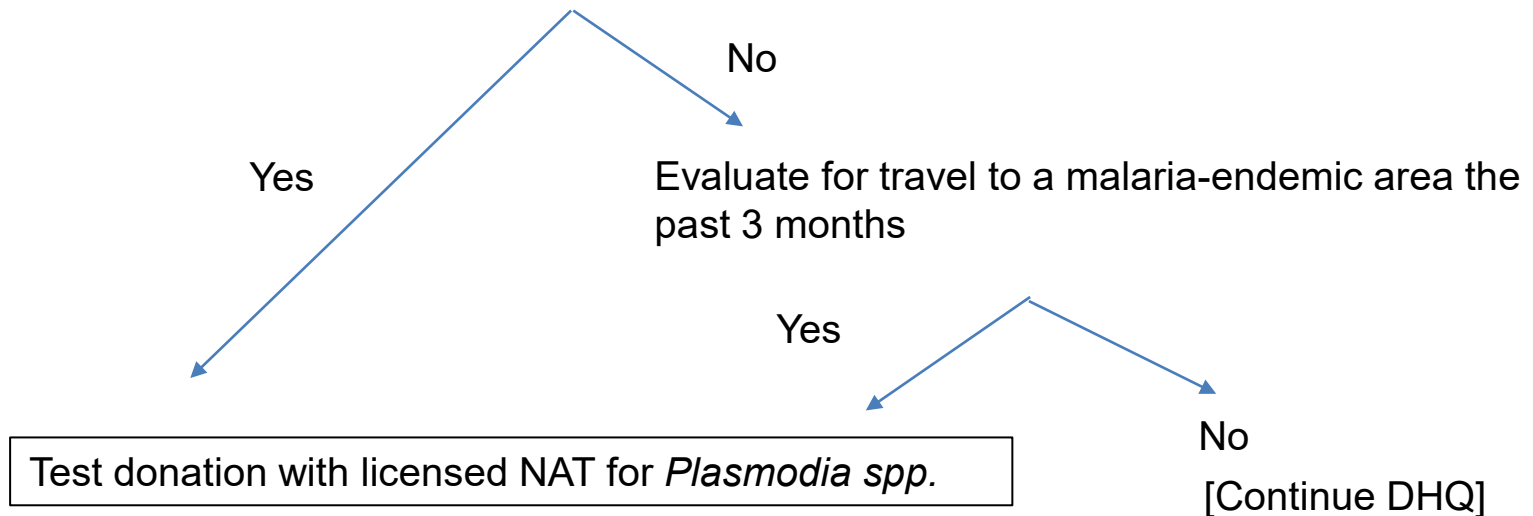 No
Yes
Evaluate for travel to a malaria-endemic area the
past 3 months
Yes
No
Test donation with licensed NAT for Plasmodia spp.
[Continue DHQ]